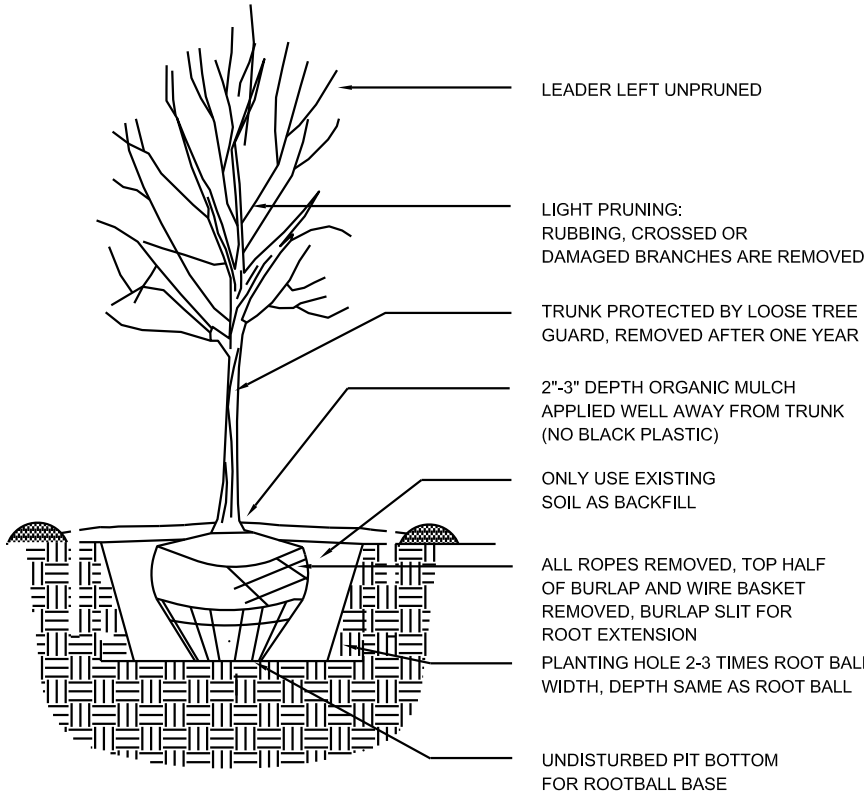 LEADER LEFT UNPRUNED
LIGHT PRUNING:
RUBBING, CROSSED OR
DAMAGED BRANCHES ARE REMOVED
TRUNK PROTECTED BY LOOSE TREE
GUARD, REMOVED AFTER ONE YEAR
2"-3" DEPTH ORGANIC MULCH
APPLIED WELL AWAY FROM TRUNK
(NO BLACK PLASTIC)
ONLY USE EXISTING
SOIL AS BACKFILL
ALL ROPES REMOVED, TOP HALF
OF BURLAP AND WIRE BASKET
REMOVED, BURLAP SLIT FOR
ROOT EXTENSION
PLANTING HOLE 2-3 TIMES ROOT BALL
WIDTH, DEPTH SAME AS ROOT BALL
UNDISTURBED PIT BOTTOM
FOR ROOTBALL BASE